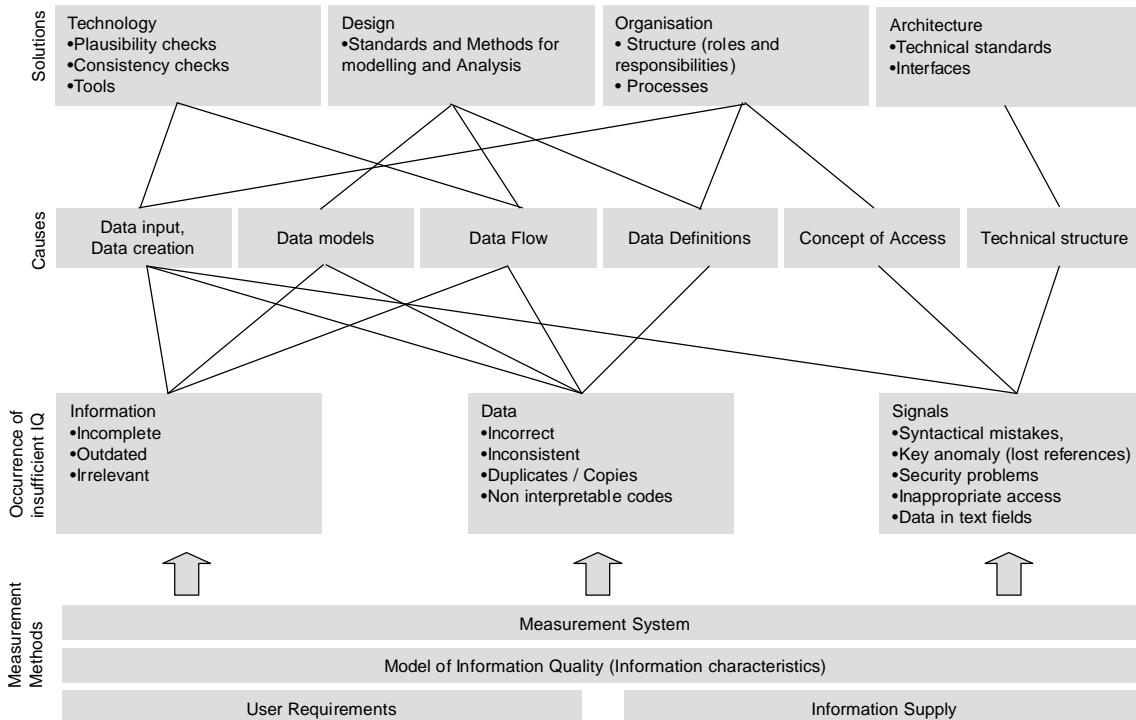 Solutions
Technology
•Plausibility checks
•Consistency checks
•Tools
Design
•Standards and Methods for
modelling and Analysis
Organisation
• Structure (roles and
responsibilities)
• Processes
Architecture
•Technical standards
•Interfaces
Causes
Data input,
Data creation
Data models
Data Flow
Data Definitions
Concept of Access
Technical structure
Occurrence of
insufficient IQ
Information
•Incomplete
•Outdated
•Irrelevant
Data
•Incorrect
•Inconsistent
•Duplicates / Copies
•Non interpretable codes
Signals
•Syntactical mistakes,
•Key anomaly (lost references)
•Security problems
•Inappropriate access
•Data in text fields
Measurement
Methods
Measurement System
Model of Information Quality (Information characteristics)
User Requirements
Information Supply